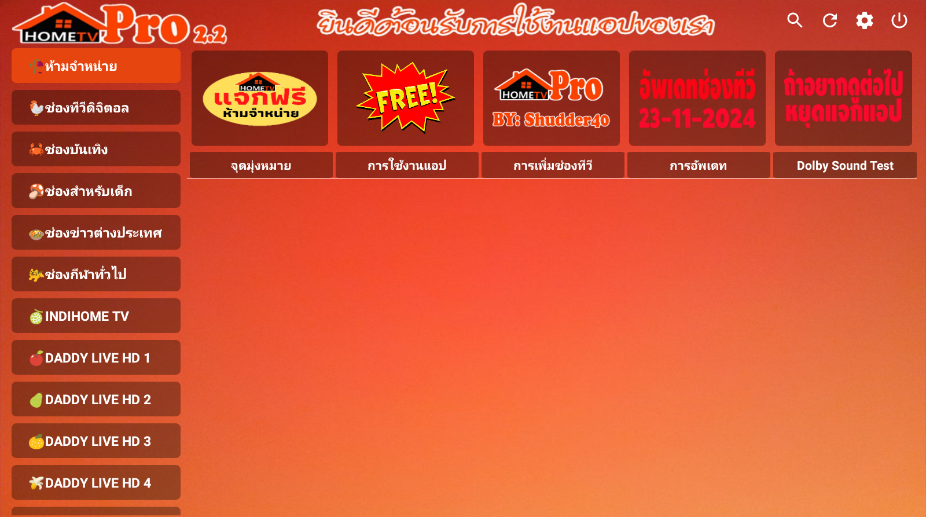 HOMETV Pro 2.2
ยินดีต้อนรับการใช้งานแอปของเรา
ห้ามจำหน่าย
ช่องทีวีดิจิตอล
ช่องบันเทิง
ช่องสำหรับเด็ก
ช่องข่าวต่างประเทศ
ช่องกีฬาทั่วไป
INDIHOME TV
DADDY LIVE HD 1
DADDY LIVE HD 2
DADDY LIVE HD 3
DADDY LIVE HD 4
HOMETV
แจกฟรี
ห้ามจำหน่าย
จุดมุ่งหมาย
FREE!
การใช้งานแอป
HOMETV Pro
BY: Shudder40
การเพิ่มช่องทีวี
อัพเดทช่องทีวี
23-11-2024
การอัพเดท
ถ้าอยากดูต่อไป
หยุดแจกแอป
Dolby Sound Test